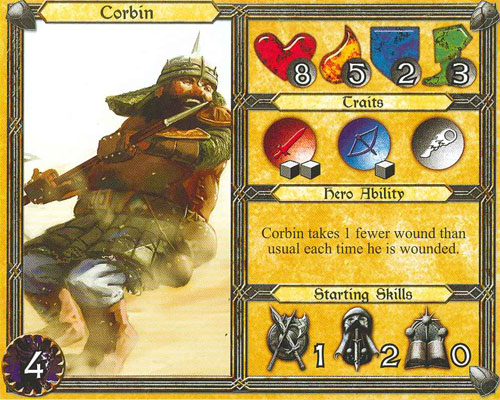 Corbin
8 5 2 3
Traits
Hero Ability
Corbin takes 1 fewer wound than
usual each time he is wounded.
Starting Skills
1 2 0
4